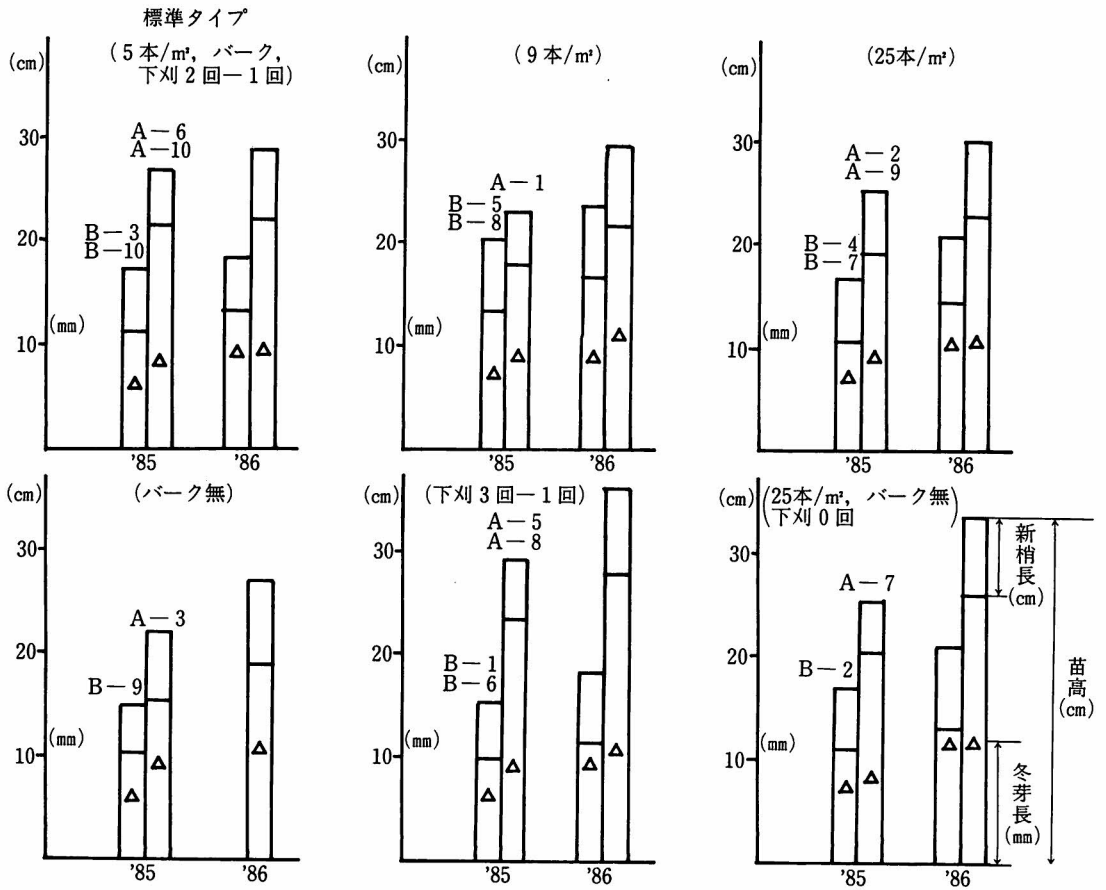 標準タイプ
(5本/m², バーク,
下刈2回－1回)
(cm)
30
20
10
(mm)
A－6
A－10
B－3
B－10
'85
'86
(9本/m²)
(cm)
30
20
10
(mm)
A－1
B－5
B－8
'85
'86
(25本/m²)
(cm)
30
20
10
(mm)
A－2
A－9
B－4
B－7
'85
'86
(バーク無)
(cm)
30
20
10
(mm)
A－3
B－9
'85
'86
(下刈3回－1回)
(cm)
30
20
10
(mm)
A－5
A－8
B－1
B－6
'85
'86
(25本/m², バーク無
下刈0回)
(cm)
30
20
10
(mm)
A－7
B－2
'85
'86
新梢長(cm)
苗高(cm)
冬芽長(mm)